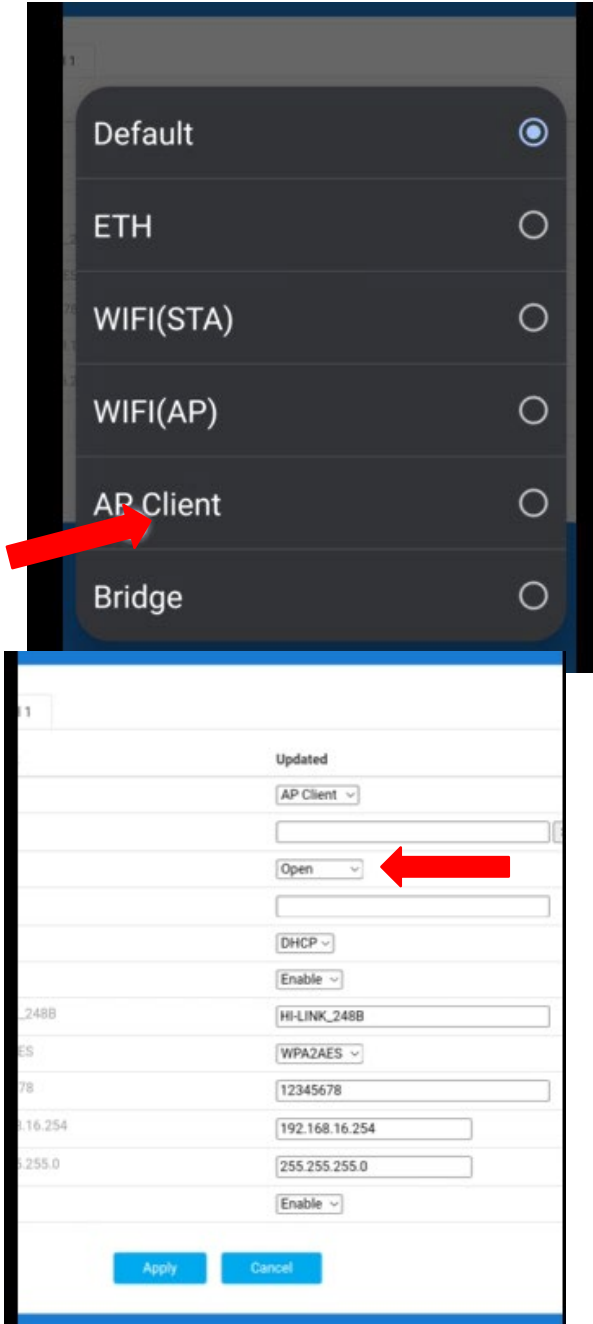 Default
ETH
WIFI(STA)
WIFI(AP)
AP Client
Bridge
Updated
AP Client
Open
DHCP
Enable
_248B HI-LINK_248B
ES WPA2AES
78 12345678
.16.254 192.168.16.254
.255.0 255.255.255.0
Enable
Apply Cancel